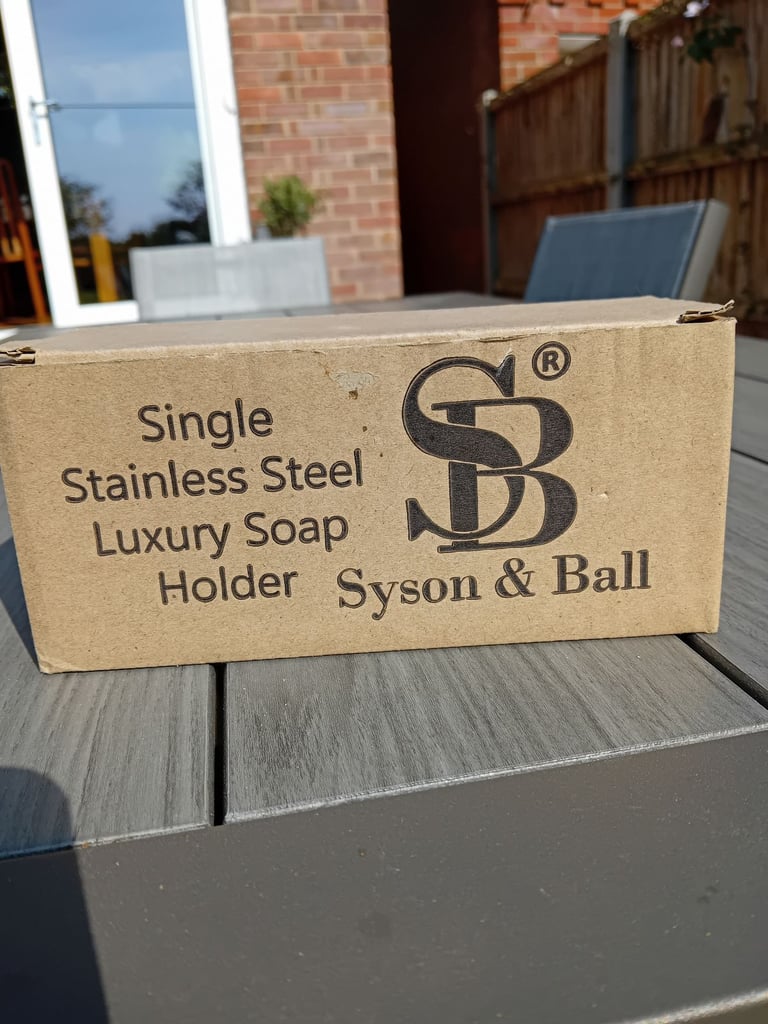 Single
Stainless Steel
Luxury Soap
Holder
SB®
Syson & Ball